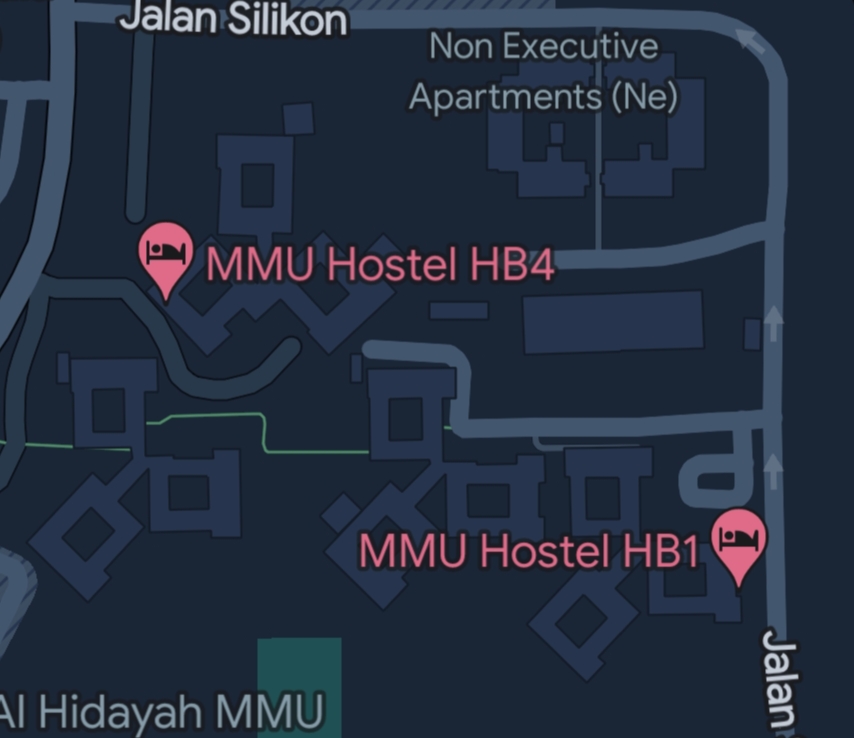 Jalan Silikon
Non Executive
Apartments (Ne)
MMU Hostel HB4
MMU Hostel HB1
Jalan
Al Hidayah MMU